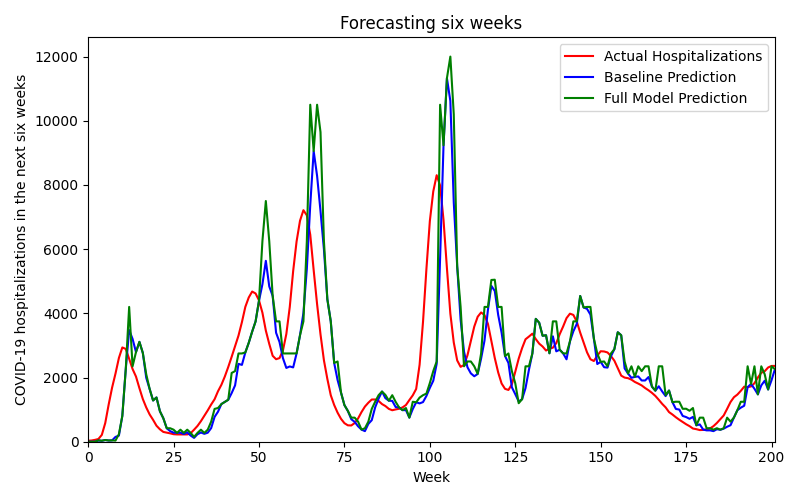 Forecasting six weeks
Actual Hospitalizations
Baseline Prediction
Full Model Prediction
COVID-19 hospitalizations in the next six weeks
12000
10000
8000
6000
4000
2000
0
0 25 50 75 100 125 150 175 200
Week